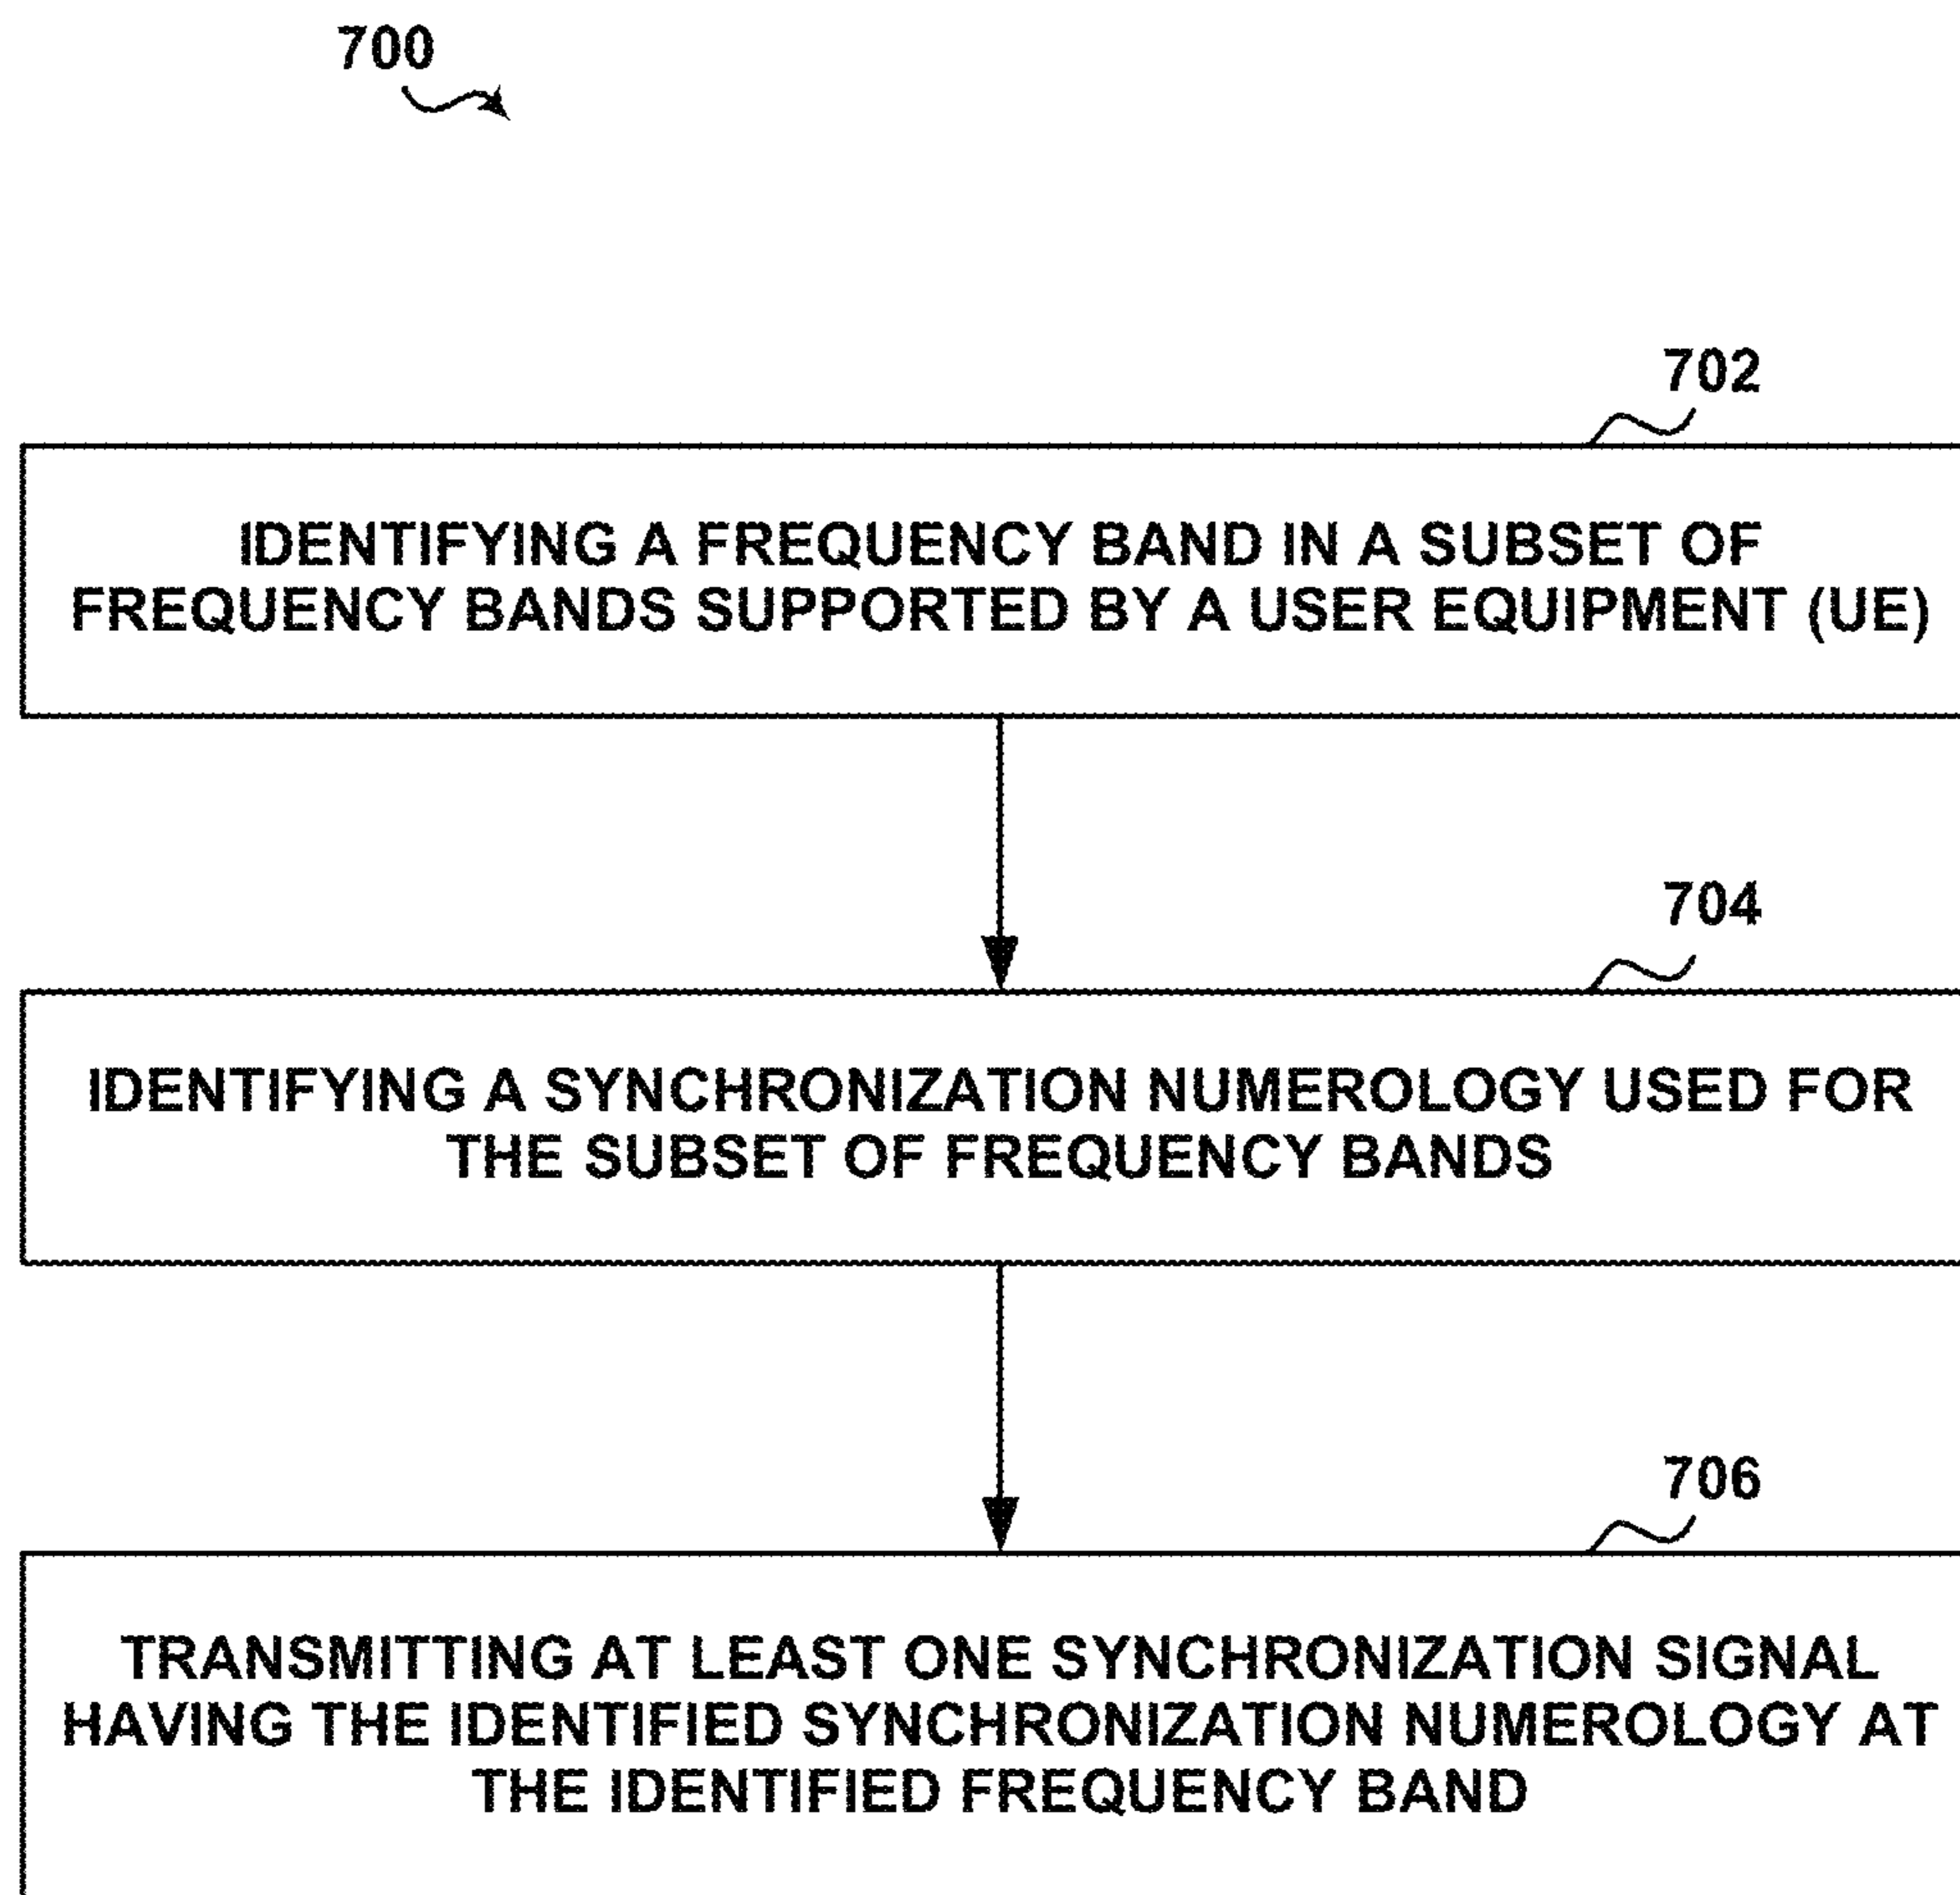 700
702
IDENTIFYING A FREQUENCY BAND IN A SUBSET OF
FREQUENCY BANDS SUPPORTED BY A USER EQUIPMENT (UE)
704
IDENTIFYING A SYNCHRONIZATION NUMEROLOGY USED FOR
THE SUBSET OF FREQUENCY BANDS
706
TRANSMITTING AT LEAST ONE SYNCHRONIZATION SIGNAL
HAVING THE IDENTIFIED SYNCHRONIZATION NUMEROLOGY AT
THE IDENTIFIED FREQUENCY BAND